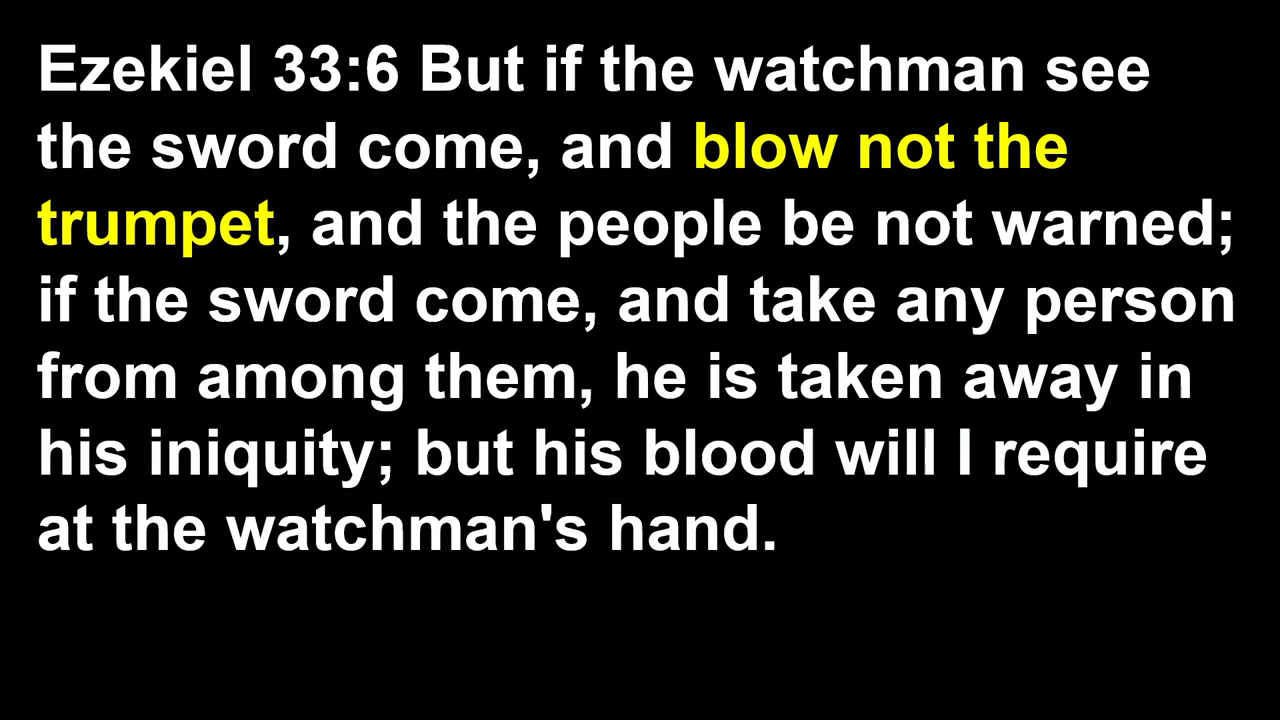 Ezekiel 33:6 But if the watchman see
the sword come, and blow not the
trumpet, and the people be not warned;
if the sword come, and take any person
from among them, he is taken away in
his iniquity; but his blood will I require
at the watchman's hand.